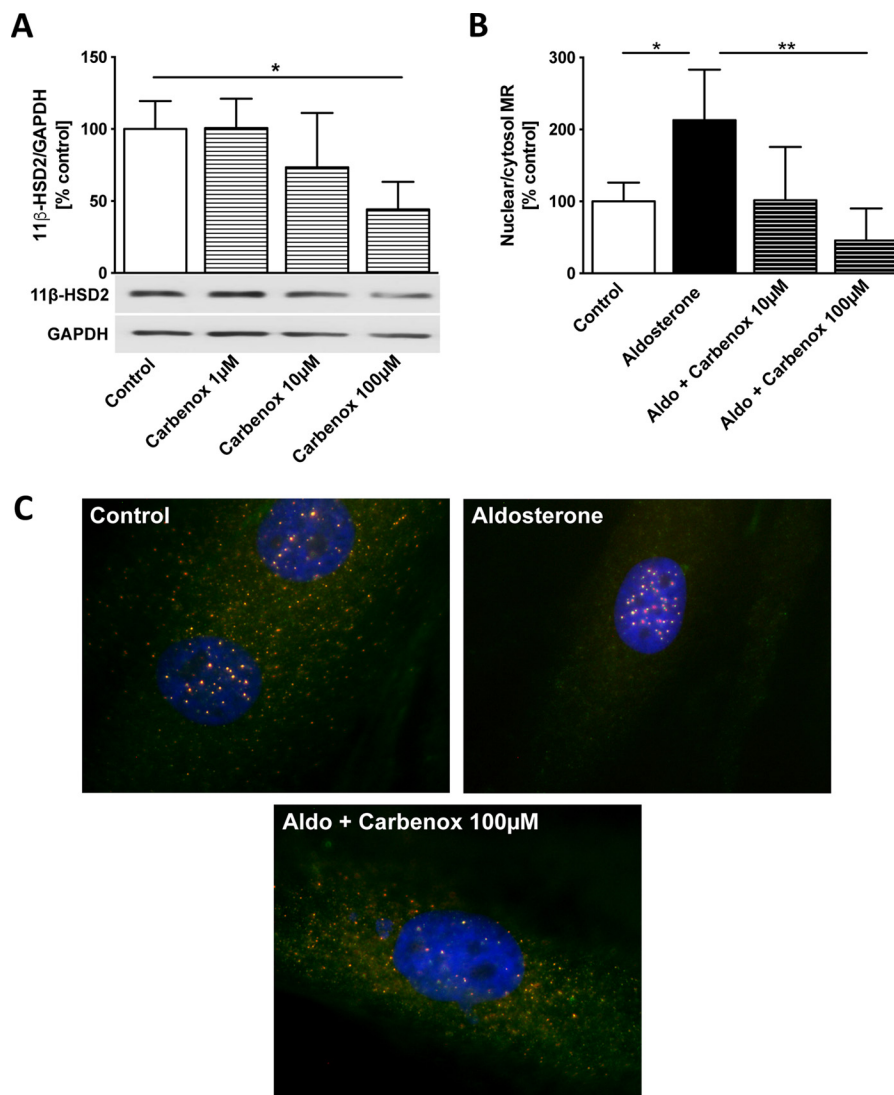 A
11β-HSD2/GAPDH
[% control]
150
100
50
0
*
11β-HSD2
GAPDH
Control
Carbenox 1µM
Carbenox 10µM
Carbenox 100µM
B
Nuclear/cytosol MR
[% control]
300
200
100
0
*
**
Control
Aldosterone
Aldo + Carbenox 10µM
Aldo + Carbenox 100µM
C
Control
Aldosterone
Aldo + Carbenox 100µM